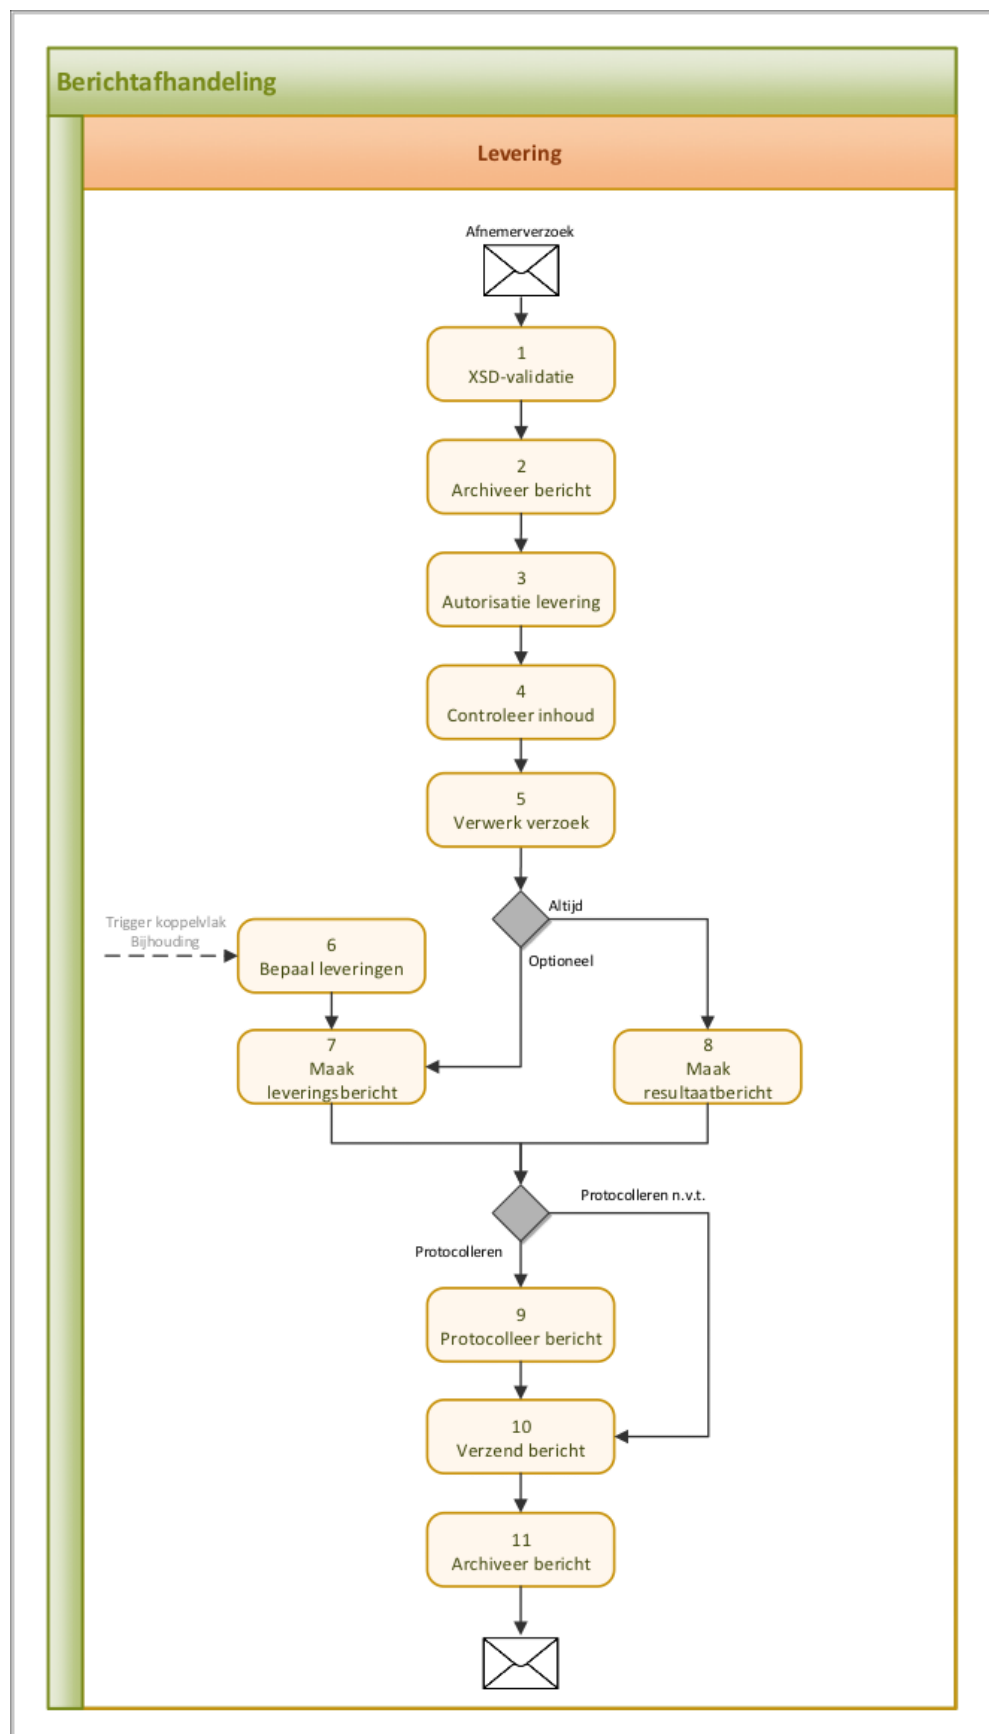 Berichtafhandeling
Levering
Afnemerverzoek
1
XSD-validatie
2
Archiveer bericht
3
Autorisatie levering
4
Controleer inhoud
5
Verwerk verzoek
Altijd
Optioneel
Trigger koppelvlak
Bijhouding
6
Bepaal leveringen
7
Maak
leveringsbericht
8
Maak
resultaatbericht
Protocolleren n.v.t.
Protocolleren
9
Protocolleer bericht
10
Verzend bericht
11
Archiveer bericht